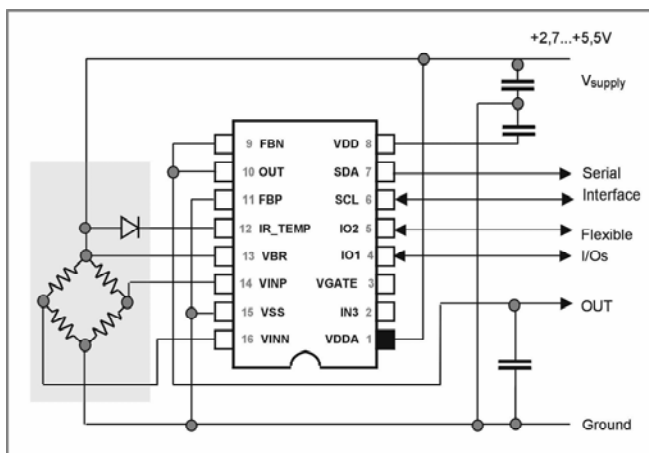 +2,7...+5,5V
Vsupply
9 FBN VDD 8
10 OUT SDA 7 Serial
11 FBP SCL 6 Interface
12 IR_TEMP IO2 5 Flexible
13 VBR IO1 4 I/Os
14 VINP VGATE 3
15 VSS IN3 2 OUT
16 VINN VDDA 1
Ground